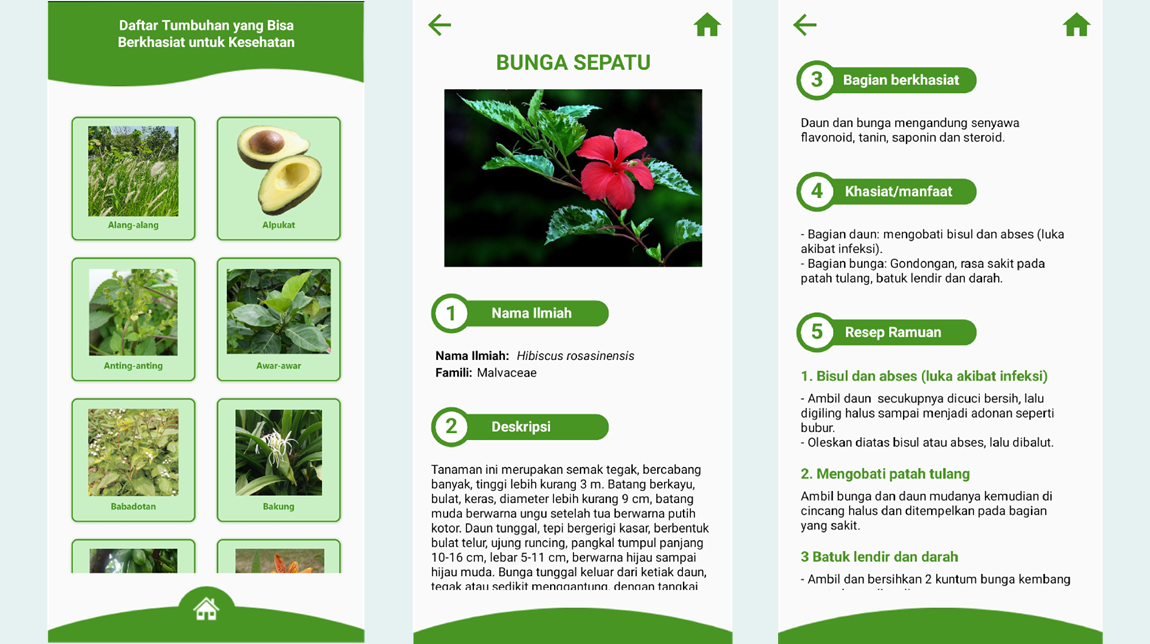 Daftar Tumbuhan yang Bisa
Berkhasiat untuk Kesehatan
Alang-alang
Alpukat
Anting-anting
Awar-awar
Babadotan
Bakung
BUNGA SEPATU
1 Nama Ilmiah
Nama Ilmiah: Hibiscus rosasinensis
Famili: Malvaceae
2 Deskripsi
Tanaman ini merupakan semak tegak, bercabang
banyak, tinggi lebih kurang 3 m. Batang berkayu,
bulat, keras, diameter lebih kurang 9 cm, batang
muda berwarna ungu setelah tua berwarna putih
kotor. Daun tunggal, tepi bergerigi kasar, berbentuk
bulat telur, ujung runcing, pangkal tumpul panjang
10-16 cm, lebar 5-11 cm, berwarna hijau sampai
hijau muda. Bunga tunggal keluar dari ketiak daun,
tegak atau sedikit menggantung, dengan tangkai
3 Bagian berkhasiat
Daun dan bunga mengandung senyawa
flavonoid, tanin, saponin dan steroid.
4 Khasiat/manfaat
- Bagian daun: mengobati bisul dan abses (luka
akibat infeksi).
- Bagian bunga: Gondongan, rasa sakit pada
patah tulang, batuk lendir dan darah.
5 Resep Ramuan
1. Bisul dan abses (luka akibat infeksi)
- Ambil daun secukupnya dicuci bersih, lalu
digiling halus sampai menjadi adonan seperti
bubur.
- Oleskan diatas bisul atau abses, lalu dibalut.
2. Mengobati patah tulang
Ambil bunga dan daun mudanya kemudian di
cincang halus dan ditempelkan pada bagian
yang sakit.
3 Batuk lendir dan darah
- Ambil dan bersihkan 2 kuntum bunga kembang